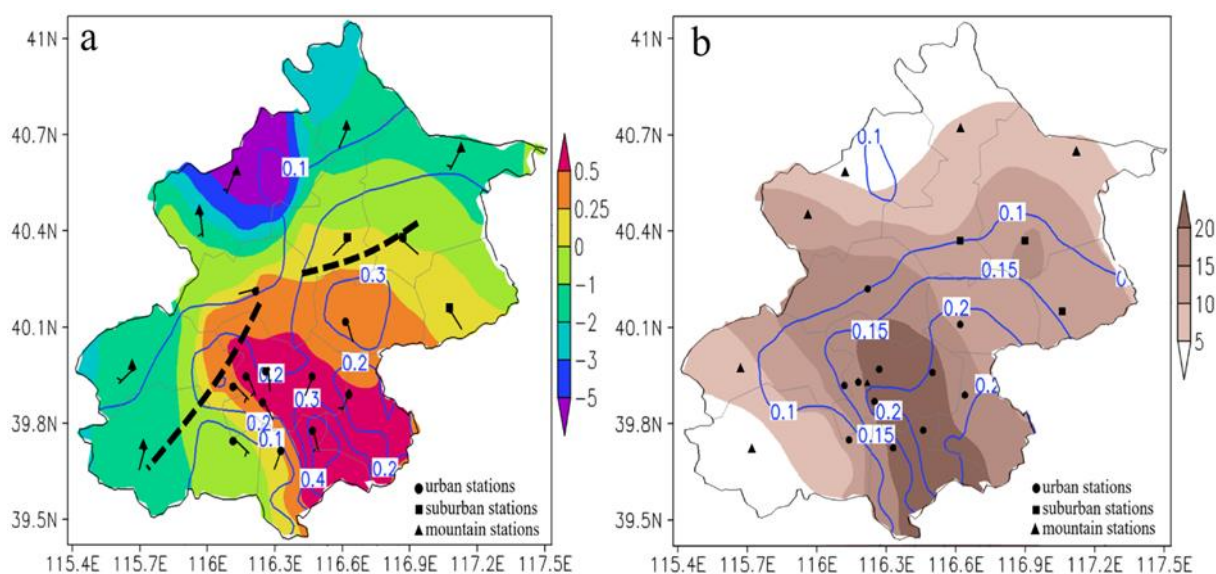 a
41N
40.7N
40.4N
40.1N
39.8N
39.5N
115.4E 115.7E 116E 116.3E 116.6E 116.9E 117.2E 117.5E
0.1
0.3
0.2
0.2
0.3
0.2
0.1
0.4
0.2
urban stations
suburban stations
mountain stations
0.5
0.25
0
-1
-2
-3
-5
b
41N
40.7N
40.4N
40.1N
39.8N
39.5N
115.4E 115.7E 116E 116.3E 116.6E 116.9E 117.2E 117.5E
0.1
0.1
0.15
0.2
0.15
0.2
0.2
0.1
0.15
urban stations
suburban stations
mountain stations
20
15
10
5